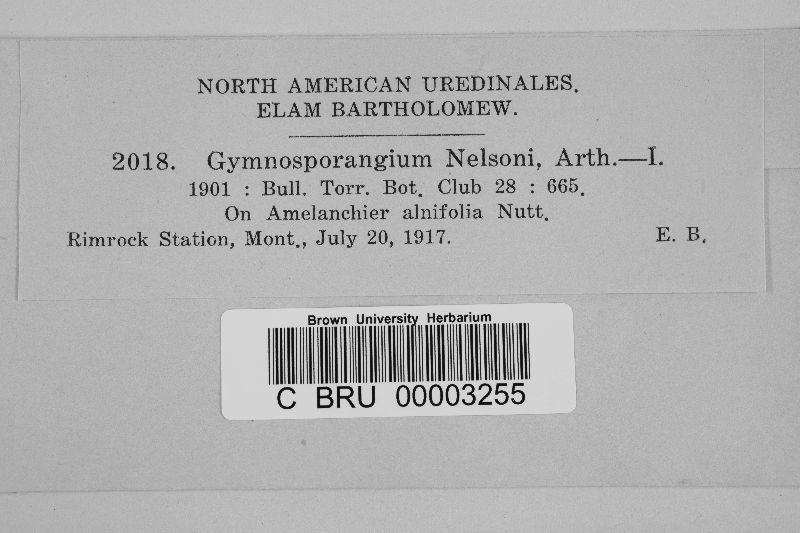 NORTH AMERICAN UREDINALES.
ELAM BARTHOLOMEW.
2018. Gymnosporangium Nelsoni, Arth.—I.
1901 : Bull. Torr. Bot. Club 28 : 665.
On Amelanchier alnifolia Nutt.
Rimrock Station, Mont., July 20, 1917. E. B.
Brown University Herbarium
C BRU 00003255